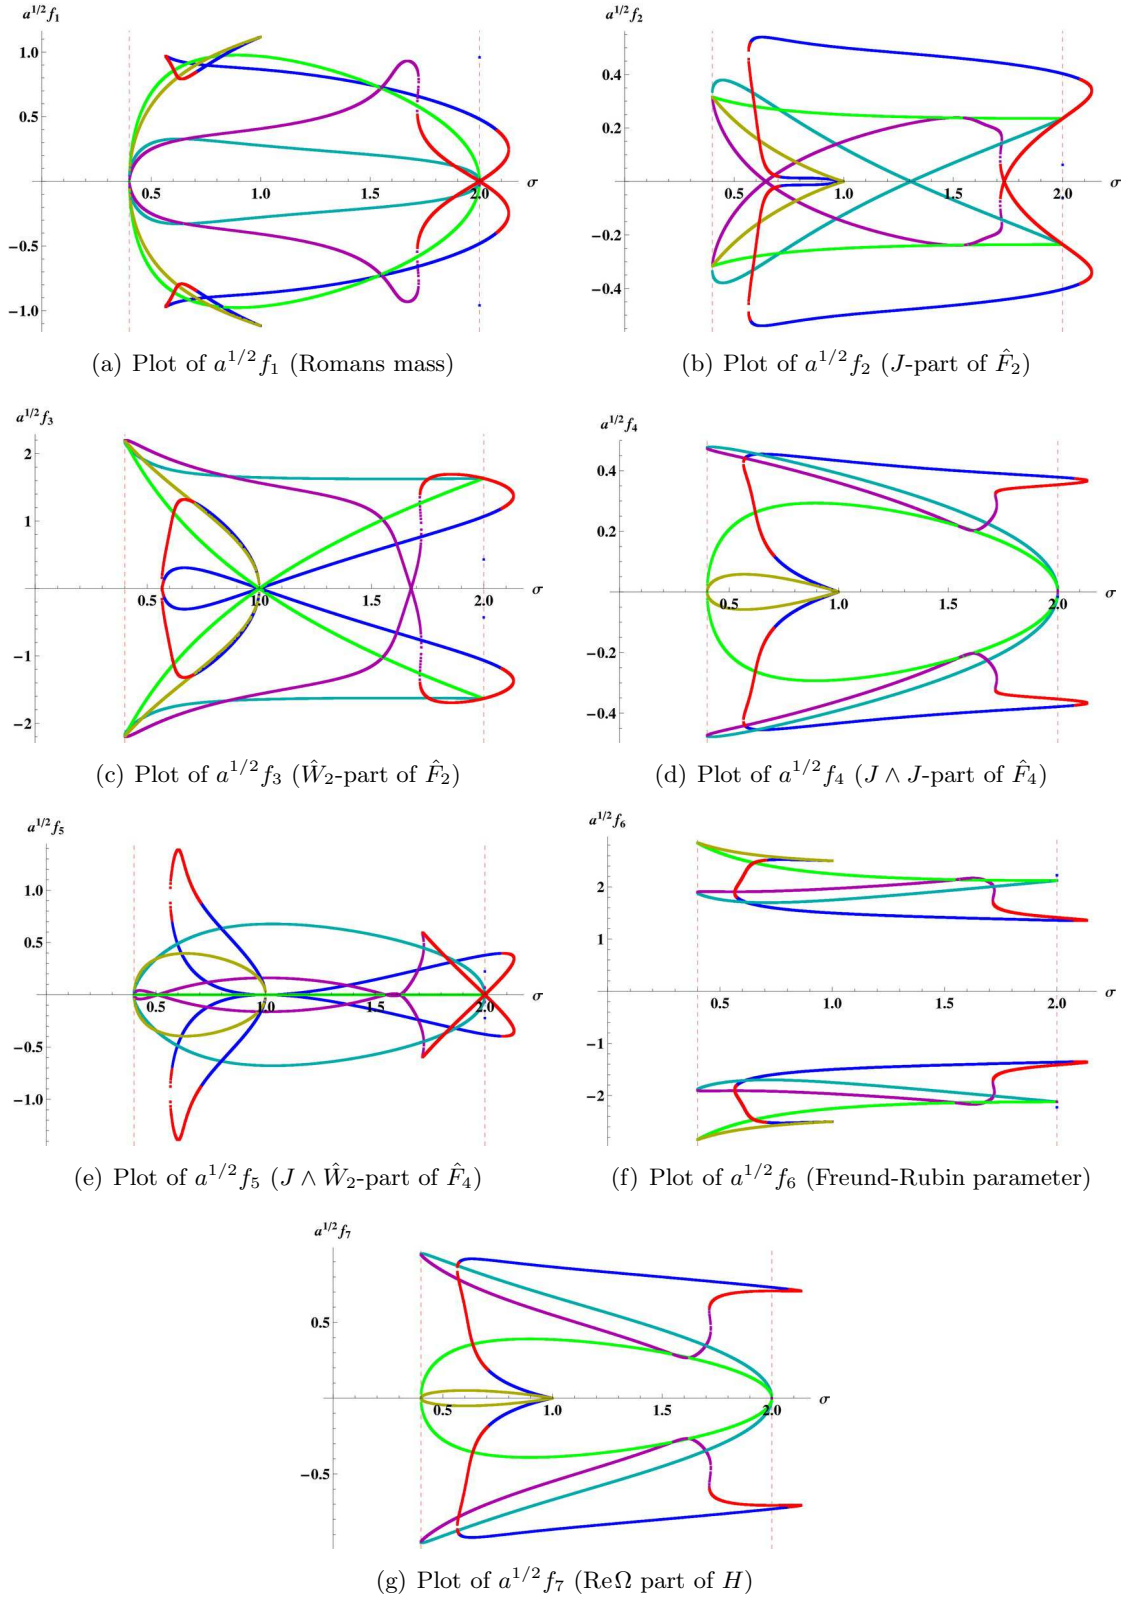 a^{1/2}f_1
a^{1/2}f_2
1.0
0.5
−0.5
−1.0
0.5 1.0 1.5 2.0 σ
0.4
0.2
−0.2
−0.4
0.5 1.0 1.5 2.0 σ
(a) Plot of a^{1/2}f_1 (Romans mass)
(b) Plot of a^{1/2}f_2 (J-part of F̂_2)
a^{1/2}f_3
a^{1/2}f_4
2
1
−1
−2
0.5 1.0 1.5 2.0 σ
0.4
0.2
−0.2
−0.4
0.5 1.0 1.5 2.0 σ
(c) Plot of a^{1/2}f_3 (Ŵ_2-part of F̂_2)
(d) Plot of a^{1/2}f_4 (J ∧ J-part of F̂_4)
a^{1/2}f_5
a^{1/2}f_6
1.0
0.5
−0.5
−1.0
0.5 1.0 1.5 2.0 σ
2
1
−1
−2
0.5 1.0 1.5 2.0 σ
(e) Plot of a^{1/2}f_5 (J ∧ Ŵ_2-part of F̂_4)
(f) Plot of a^{1/2}f_6 (Freund-Rubin parameter)
a^{1/2}f_7
0.5
−0.5
0.5 1.0 1.5 2.0 σ
(g) Plot of a^{1/2}f_7 (ReΩ part of H)